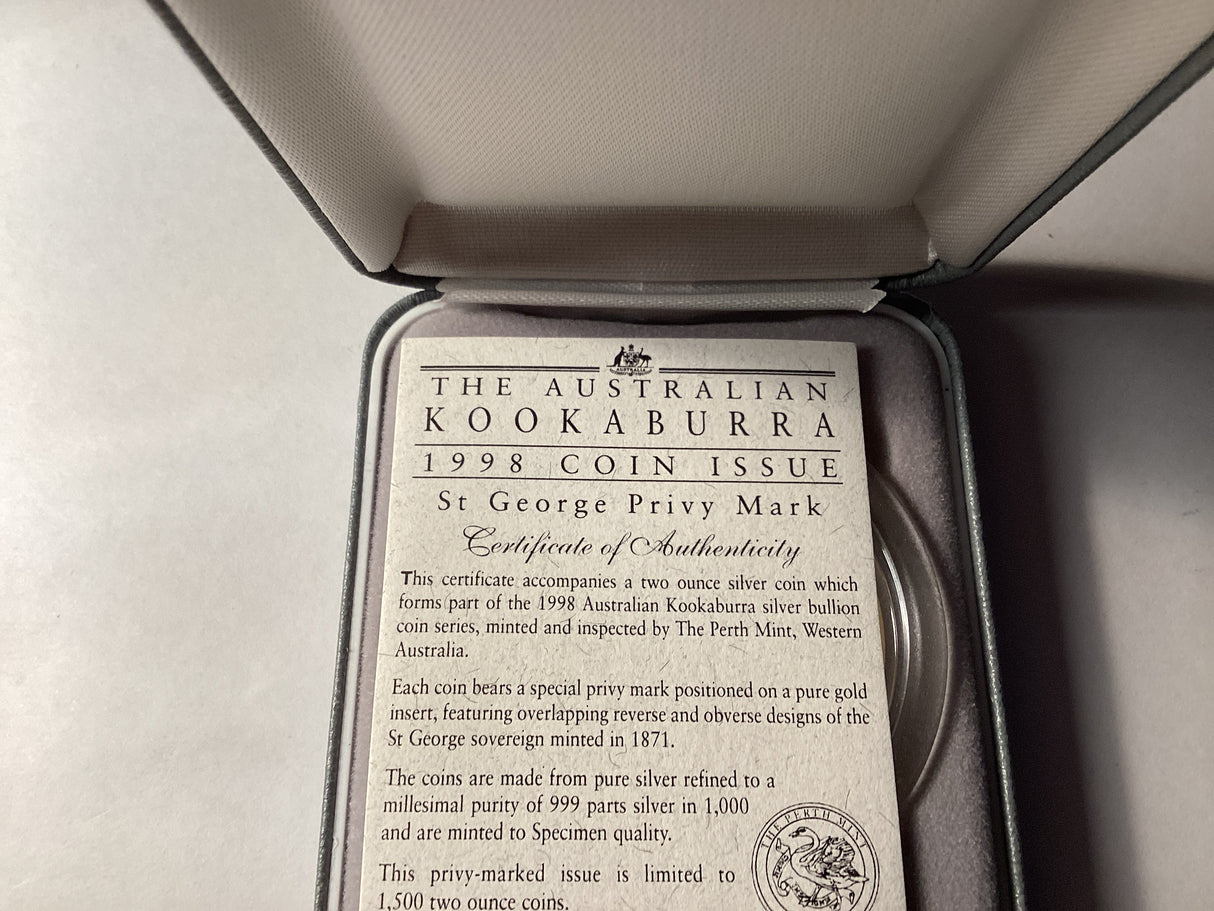 AUSTRALIA
THE AUSTRALIAN
KOOKABURRA
1998 COIN ISSUE
St George Privy Mark
Certificate of Authenticity
This certificate accompanies a two ounce silver coin which
forms part of the 1998 Australian Kookaburra silver bullion
coin series, minted and inspected by The Perth Mint, Western
Australia.
Each coin bears a special privy mark positioned on a pure gold
insert, featuring overlapping reverse and obverse designs of the
St George sovereign minted in 1871.
The coins are made from pure silver refined to a
millesimal purity of 999 parts silver in 1,000
and are minted to Specimen quality.
THE PERTH MINT
This privy-marked issue is limited to
1,500 two ounce coins.